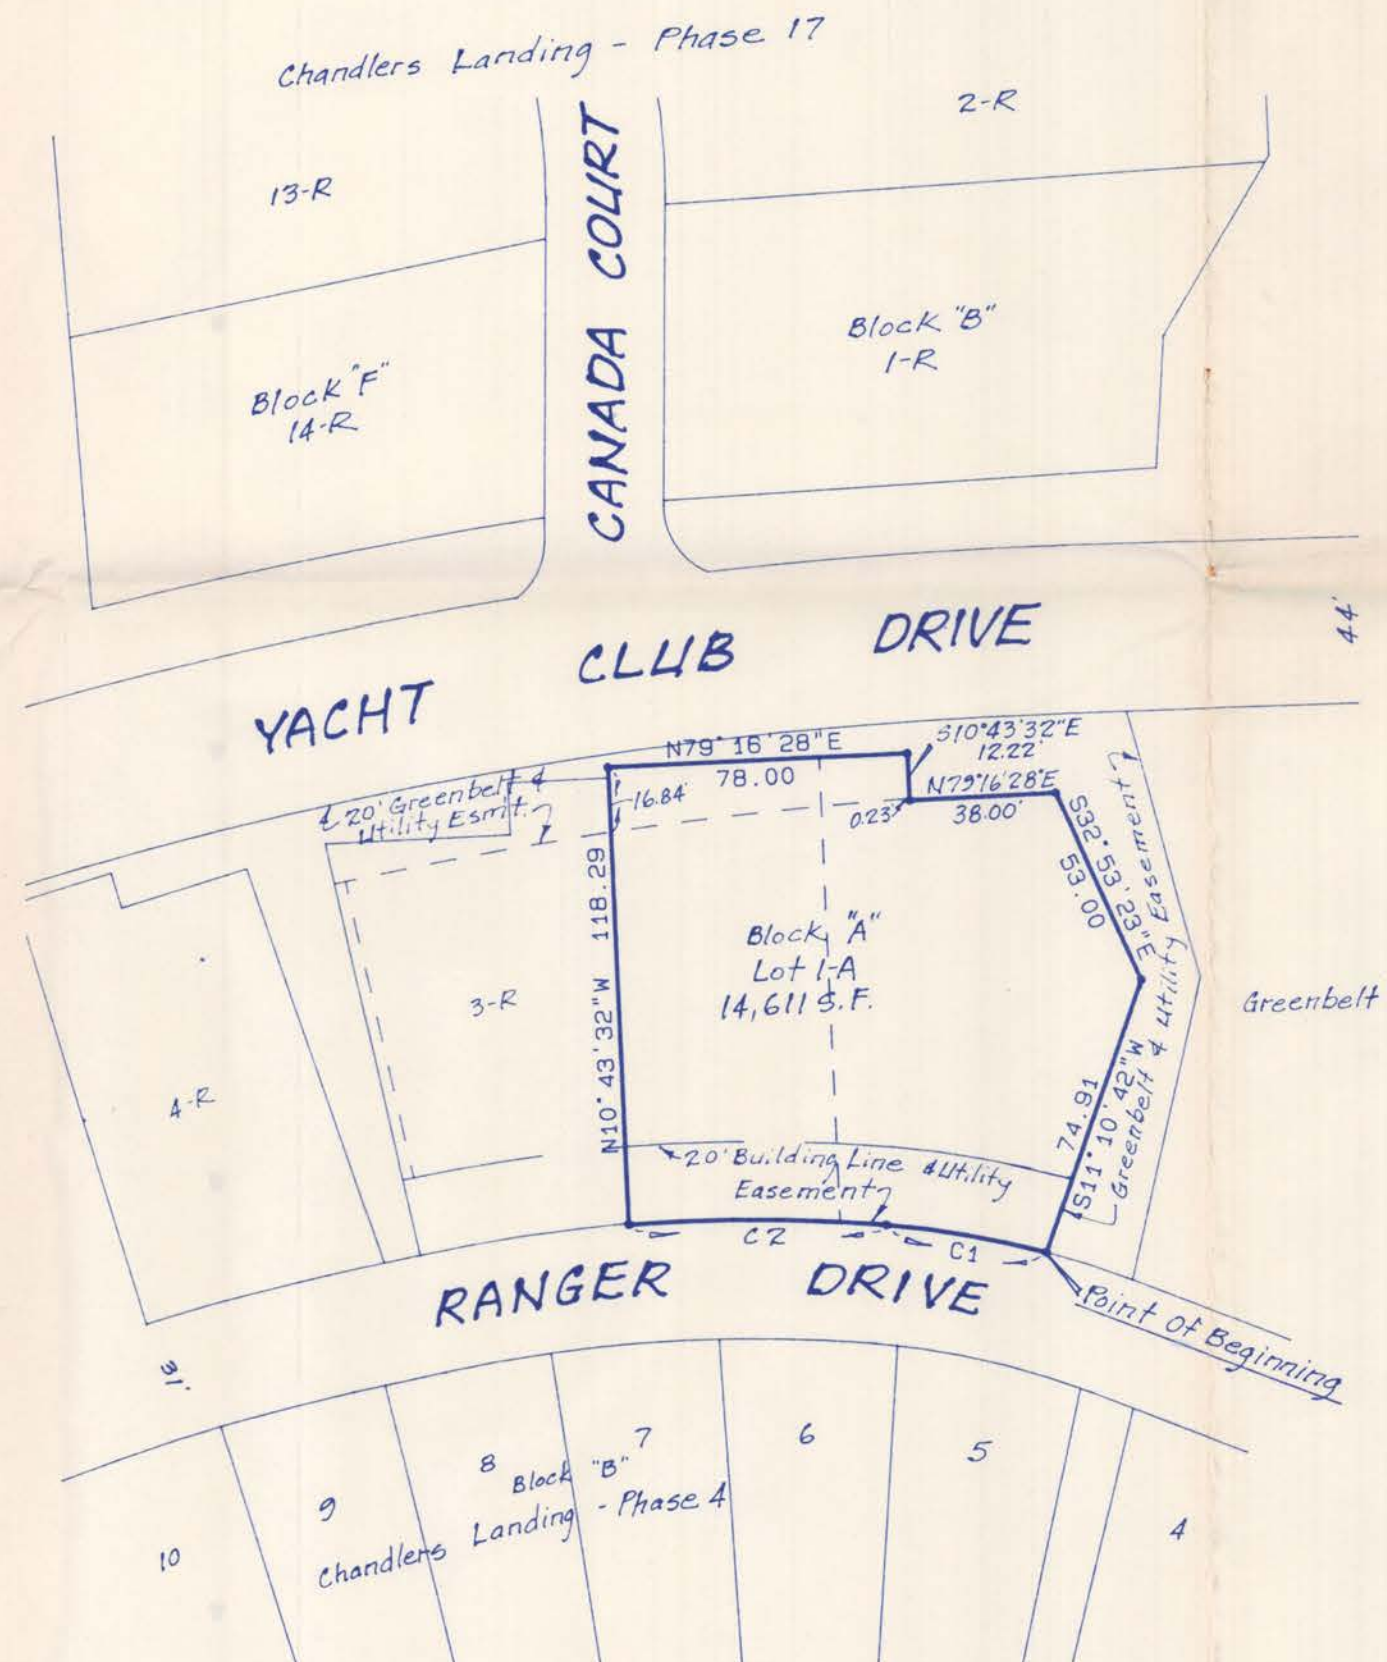 Chandlers Landing - Phase 17
2-R
13-R
CANADA COURT
Block "B"
1-R
Block "F"
14-R
YACHT CLUB DRIVE
44'
N79°16'28"E
78.00
S10°43'32"E
12.22'
N79°16'28"E
38.00'
0.23'
16.84'
20' Greenbelt &
Utility Esmt.
S32°53'23"E
53.00
Greenbelt & Utility Easement
N10°43'32"W 118.29
Block "A"
Lot 1-A
14,611 S.F.
3-R
4-R
Greenbelt
74.91
S11°10'42"W
20' Building Line & Utility
Easement
C2
C1
RANGER DRIVE
Point Of Beginning
31'
10
9
8
7
6
5
4
Block "B"
Chandlers Landing - Phase 4